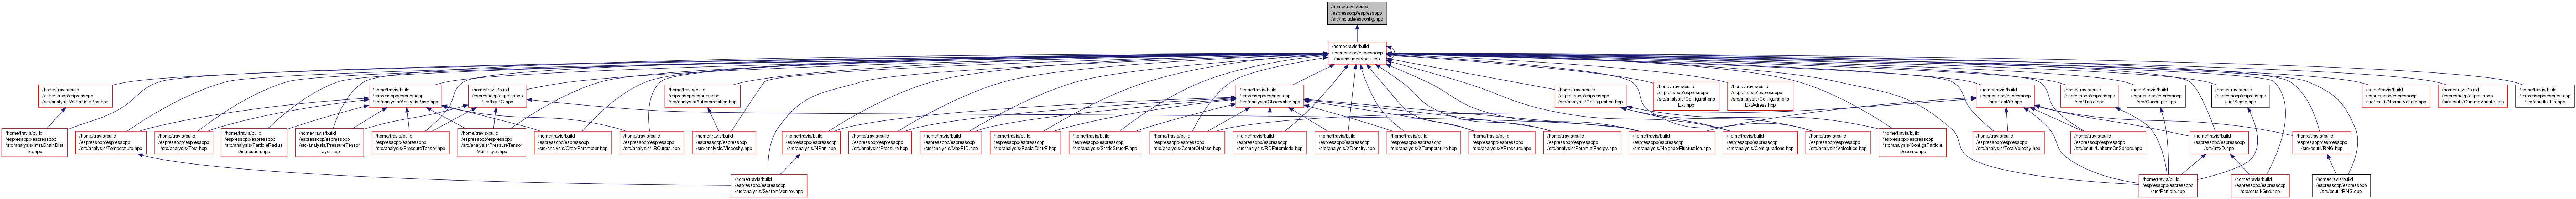 /home/travis/build
/espressopp/espressopp
/src/include/esconfig.hpp
/home/travis/build
/espressopp/espressopp
/src/include/types.hpp
/home/travis/build
/espressopp/espressopp
/src/analysis/AllParticlePos.hpp
/home/travis/build
/espressopp/espressopp
/src/analysis/AnalysisBase.hpp
/home/travis/build
/espressopp/espressopp
/src/bc/BC.hpp
/home/travis/build
/espressopp/espressopp
/src/analysis/Autocorrelation.hpp
/home/travis/build
/espressopp/espressopp
/src/analysis/Observable.hpp
/home/travis/build
/espressopp/espressopp
/src/analysis/Configuration.hpp
/home/travis/build
/espressopp/espressopp
/src/analysis/Configurations
Ext.hpp
/home/travis/build
/espressopp/espressopp
/src/analysis/Configurations
ExtAdress.hpp
/home/travis/build
/espressopp/espressopp
/src/Real3D.hpp
/home/travis/build
/espressopp/espressopp
/src/Triple.hpp
/home/travis/build
/espressopp/espressopp
/src/Quadruple.hpp
/home/travis/build
/espressopp/espressopp
/src/Single.hpp
/home/travis/build
/espressopp/espressopp
/src/esutil/NormalVariate.hpp
/home/travis/build
/espressopp/espressopp
/src/esutil/GammaVariate.hpp
/home/travis/build
/espressopp/espressopp
/src/esutil/Utils.hpp
/home/travis/build
/espressopp/espressopp
/src/analysis/IntraChainDist
Sq.hpp
/home/travis/build
/espressopp/espressopp
/src/analysis/Temperature.hpp
/home/travis/build
/espressopp/espressopp
/src/analysis/Test.hpp
/home/travis/build
/espressopp/espressopp
/src/analysis/ParticleRadius
Distribution.hpp
/home/travis/build
/espressopp/espressopp
/src/analysis/PressureTensor
Layer.hpp
/home/travis/build
/espressopp/espressopp
/src/analysis/PressureTensor.hpp
/home/travis/build
/espressopp/espressopp
/src/analysis/PressureTensor
MultiLayer.hpp
/home/travis/build
/espressopp/espressopp
/src/analysis/OrderParameter.hpp
/home/travis/build
/espressopp/espressopp
/src/analysis/LBOutput.hpp
/home/travis/build
/espressopp/espressopp
/src/analysis/Viscosity.hpp
/home/travis/build
/espressopp/espressopp
/src/analysis/NPart.hpp
/home/travis/build
/espressopp/espressopp
/src/analysis/Pressure.hpp
/home/travis/build
/espressopp/espressopp
/src/analysis/MaxPID.hpp
/home/travis/build
/espressopp/espressopp
/src/analysis/RadialDistrF.hpp
/home/travis/build
/espressopp/espressopp
/src/analysis/StaticStructF.hpp
/home/travis/build
/espressopp/espressopp
/src/analysis/CenterOfMass.hpp
/home/travis/build
/espressopp/espressopp
/src/analysis/RDFatomistic.hpp
/home/travis/build
/espressopp/espressopp
/src/analysis/XDensity.hpp
/home/travis/build
/espressopp/espressopp
/src/analysis/XTemperature.hpp
/home/travis/build
/espressopp/espressopp
/src/analysis/XPressure.hpp
/home/travis/build
/espressopp/espressopp
/src/analysis/PotentialEnergy.hpp
/home/travis/build
/espressopp/espressopp
/src/analysis/NeighborFluctuation.hpp
/home/travis/build
/espressopp/espressopp
/src/analysis/Configurations.hpp
/home/travis/build
/espressopp/espressopp
/src/analysis/Velocities.hpp
/home/travis/build
/espressopp/espressopp
/src/analysis/ConfigsParticle
Decomp.hpp
/home/travis/build
/espressopp/espressopp
/src/analysis/TotalVelocity.hpp
/home/travis/build
/espressopp/espressopp
/src/esutil/UniformOnSphere.hpp
/home/travis/build
/espressopp/espressopp
/src/Int3D.hpp
/home/travis/build
/espressopp/espressopp
/src/esutil/RNG.hpp
/home/travis/build
/espressopp/espressopp
/src/analysis/SystemMonitor.hpp
/home/travis/build
/espressopp/espressopp
/src/Particle.hpp
/home/travis/build
/espressopp/espressopp
/src/esutil/Grid.hpp
/home/travis/build
/espressopp/espressopp
/src/esutil/RNG.cpp